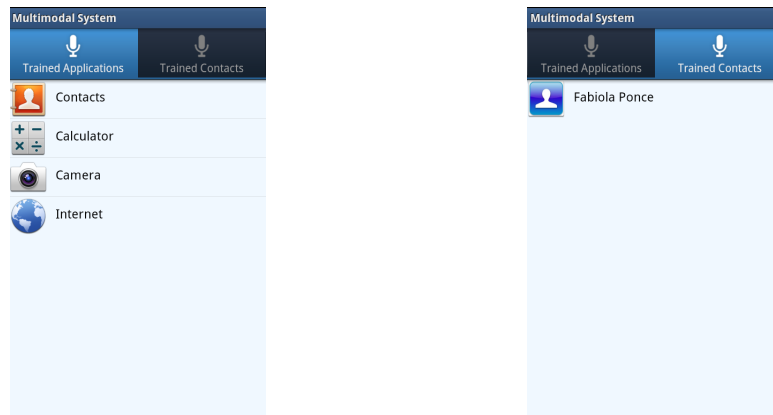 Multimodal System
Trained Applications
Trained Contacts
Contacts
Calculator
Camera
Internet
Multimodal System
Trained Applications
Trained Contacts
Fabiola Ponce